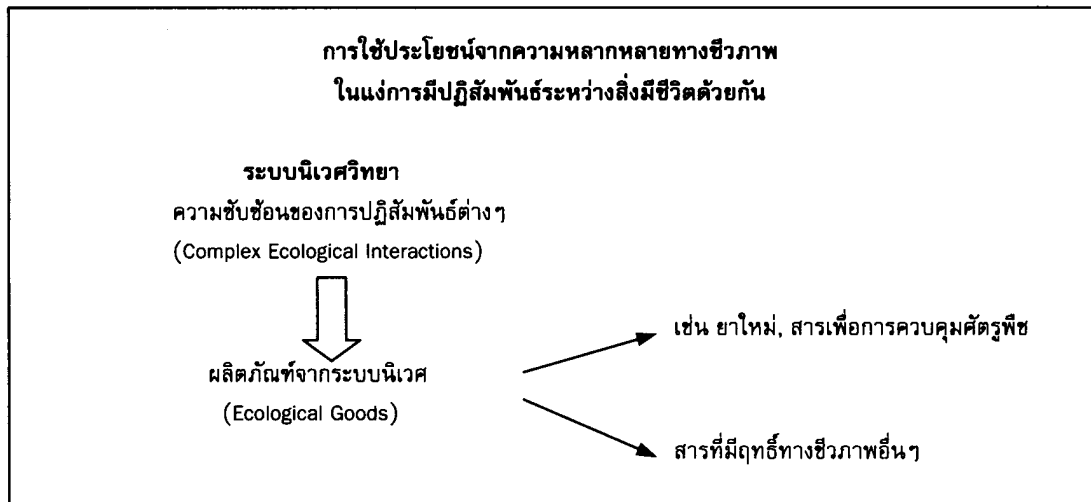 การใช้ประโยชน์จากความหลากหลายทางชีวภาพ
ในแง่การมีปฏิสัมพันธ์ระหว่างสิ่งมีชีวิตด้วยกัน
ระบบนิเวศวิทยา
ความซับซ้อนของการปฏิสัมพันธ์ต่างๆ
(Complex Ecological Interactions)
เช่น ยาใหม่, สารเพื่อการควบคุมศัตรูพืช
ผลิตภัณฑ์จากระบบนิเวศ
(Ecological Goods)
สารที่มีฤทธิ์ทางชีวภาพอื่นๆ